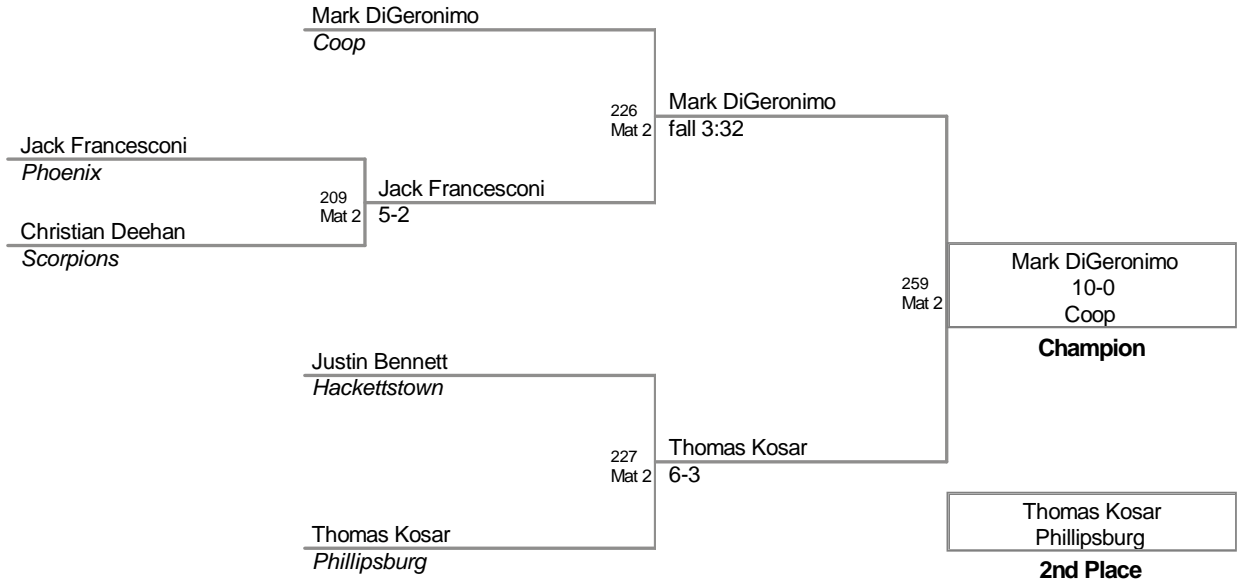 Mark DiGeronimo
Coop
226
Mat 2
Mark DiGeronimo
fall 3:32
Jack Francesconi
Phoenix
209
Mat 2
Jack Francesconi
5-2
Christian Deehan
Scorpions
259
Mat 2
Mark DiGeronimo
10-0
Coop
Champion
Justin Bennett
Hackettstown
227
Mat 2
Thomas Kosar
6-3
Thomas Kosar
Phillipsburg
Thomas Kosar
Phillipsburg
2nd Place